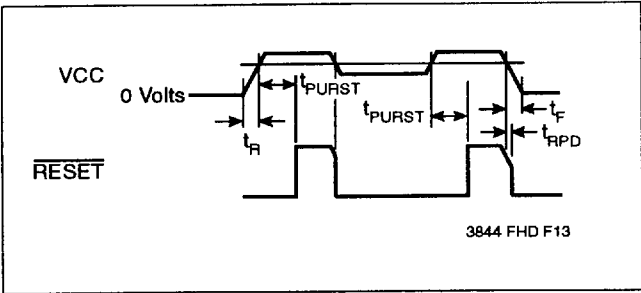 VCC
0 Volts
tPURST
tPURST
tF
tRPD
tR
RESET
3844 FHD F13